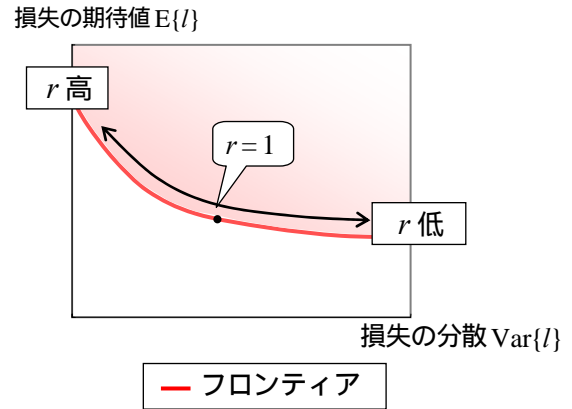 損失の期待値 E{l}
r 高
r = 1
r 低
損失の分散 Var{l}
フロンティア